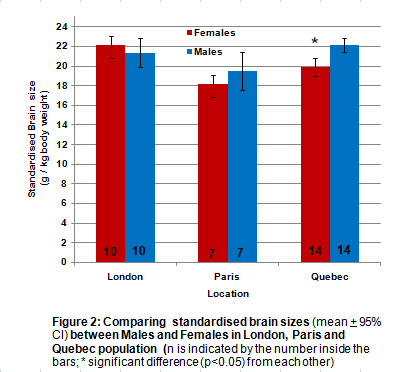 Females
Males
*
Standardised Brain size
(g / kg body weight)
24
22
20
18
16
14
12
10
8
6
4
2
0
10
10
7
7
14
14
London
Paris
Quebec
Location
Figure 2: Comparing standardised brain sizes (mean ± 95%
CI) between Males and Females in London, Paris and
Quebec population (n is indicated by the number inside the
bars; * significant difference (p<0.05) from each other)